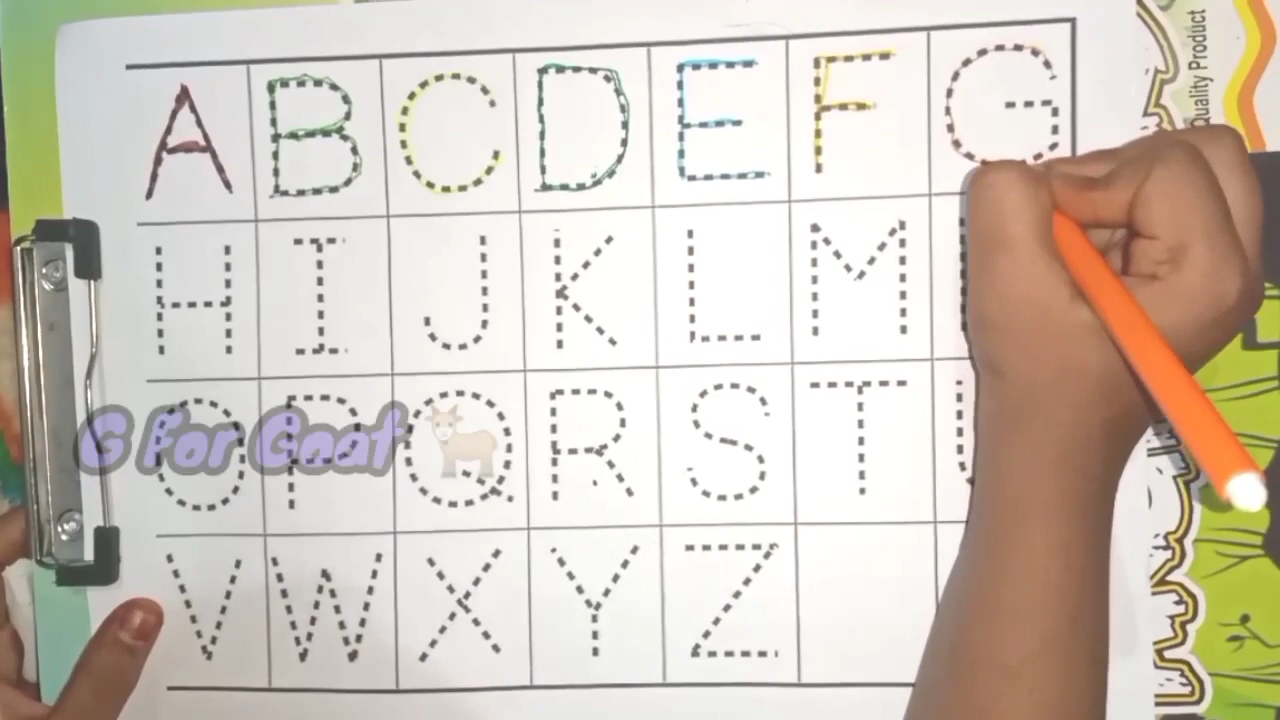 A B C D E F G
H I J K L M
O P Q R S T U
G For Goat
V W X Y Z
Quality Product